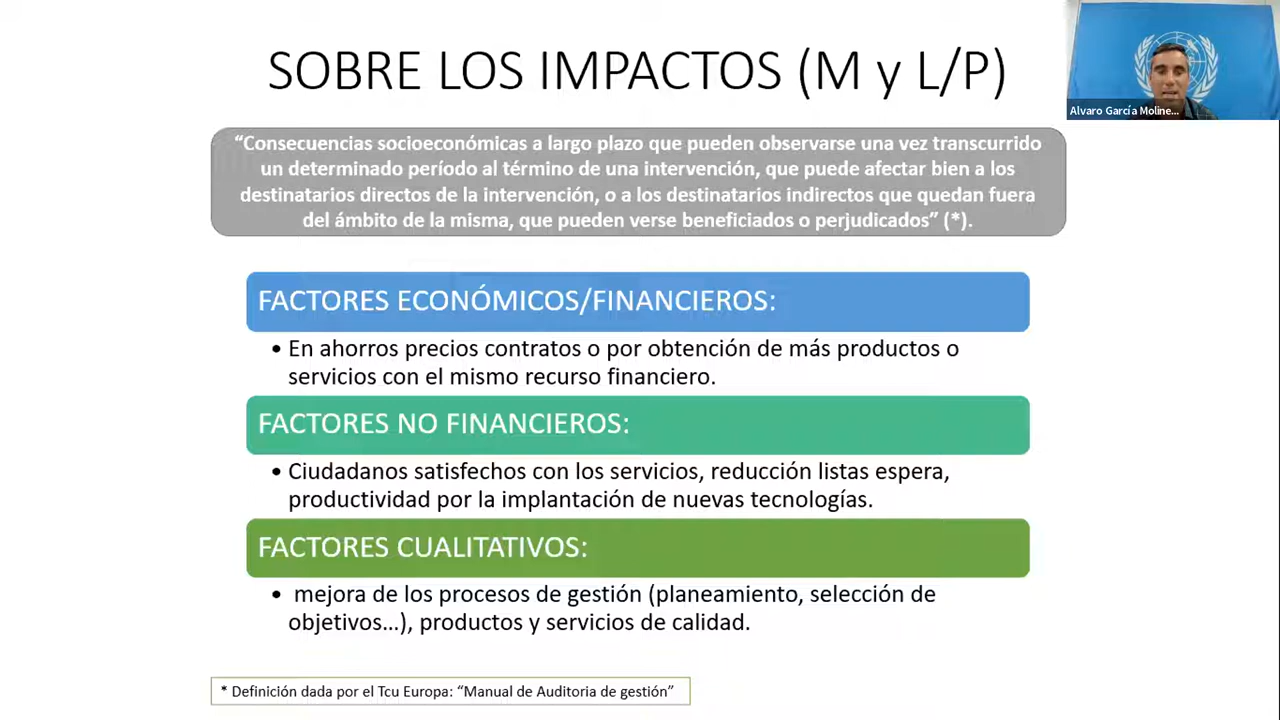 SOBRE LOS IMPACTOS (M y L/P)
Alvaro García Moline...
“Consecuencias socioeconómicas a largo plazo que pueden observarse una vez transcurrido
un determinado período al término de una intervención, que puede afectar bien a los
destinatarios directos de la intervención, o a los destinatarios indirectos que quedan fuera
del ámbito de la misma, que pueden verse beneficiados o perjudicados” (*).
FACTORES ECONÓMICOS/FINANCIEROS:
• En ahorros precios contratos o por obtención de más productos o
servicios con el mismo recurso financiero.
FACTORES NO FINANCIEROS:
• Ciudadanos satisfechos con los servicios, reducción listas espera,
productividad por la implantación de nuevas tecnologías.
FACTORES CUALITATIVOS:
• mejora de los procesos de gestión (planeamiento, selección de
objetivos…), productos y servicios de calidad.
* Definición dada por el Tcu Europa: “Manual de Auditoria de gestión”